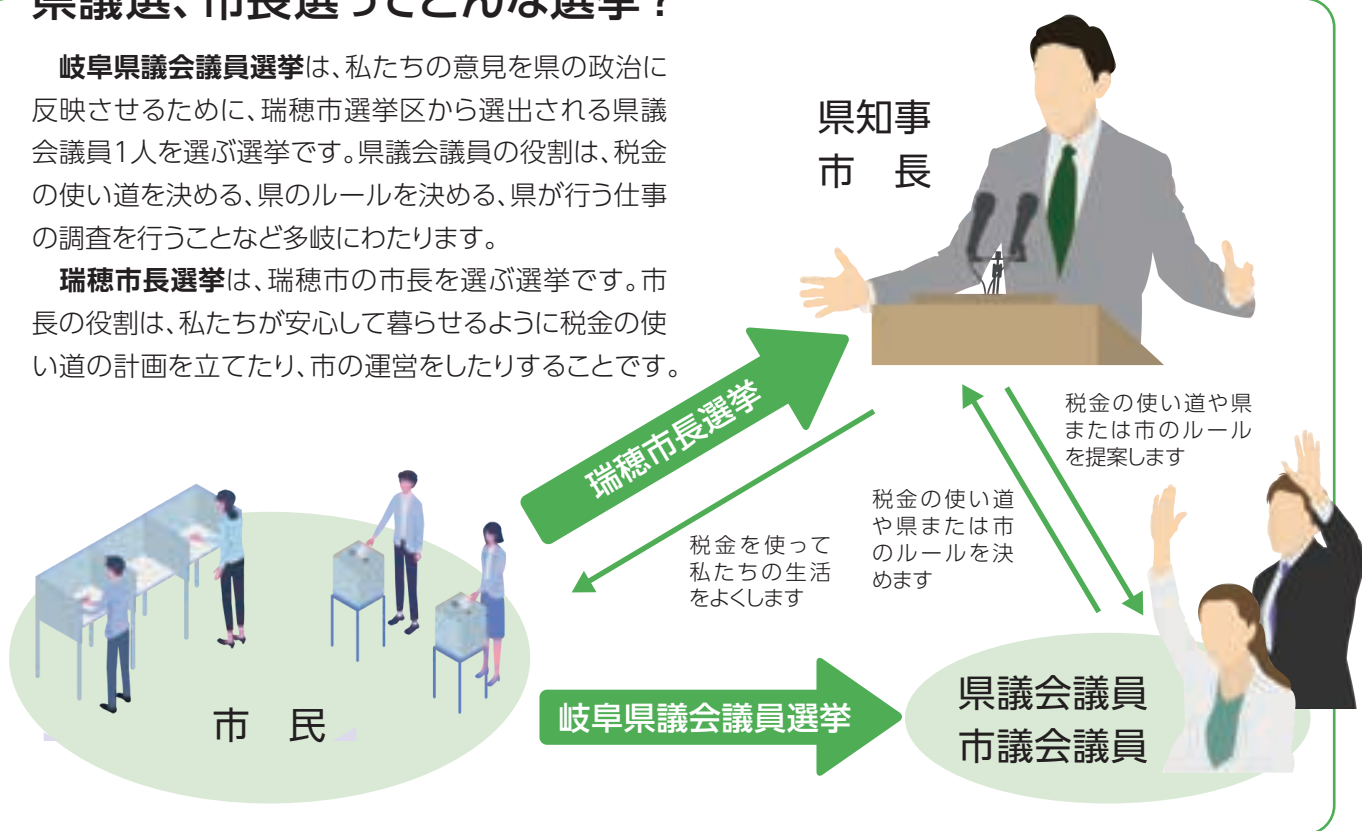 県議選、市長選ってどんな選挙？
岐阜県議会議員選挙は、私たちの意見を県の政治に
反映させるために、瑞穂市選挙区から選出される県議
会議員1人を選ぶ選挙です。県議会議員の役割は、税金
の使い道を決める、県のルールを決める、県が行う仕事
の調査を行うことなど多岐にわたります。
瑞穂市長選挙は、瑞穂市の市長を選ぶ選挙です。市
長の役割は、私たちが安心して暮らせるように税金の使
い道の計画を立てたり、市の運営をしたりすることです。
県知事
市　長
瑞穂市長選挙
税金の使い道や県
または市のルール
を提案します
税金の使い道
や県または市
のルールを決
めます
税金を使って
私たちの生活
をよくします
市　民
岐阜県議会議員選挙
県議会議員
市議会議員